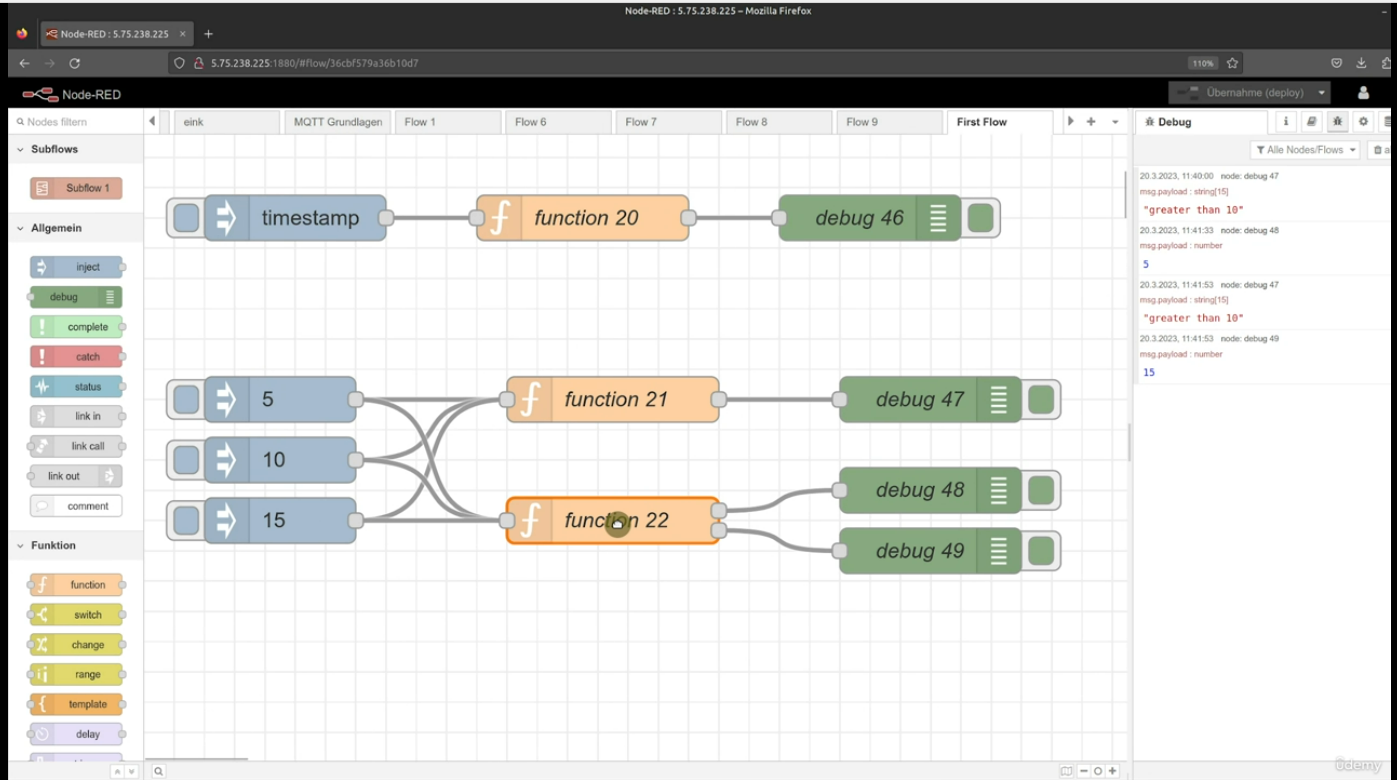 Node-RED : 5.75.238.225 – Mozilla Firefox
Node-RED : 5.75.238.225
5.75.238.225:1880/#flow/36cbf579a36b10d7
110%
Node-RED
Übernahme (deploy)
Nodes filtern
eink
MQTT Grundlagen
Flow 1
Flow 6
Flow 7
Flow 8
Flow 9
First Flow
Debug
Alle Nodes/Flows
Subflows
Subflow 1
Allgemein
inject
debug
complete
catch
status
link in
link call
link out
comment
Funktion
function
switch
change
range
template
delay
timestamp
function 20
debug 46
5
function 21
debug 47
10
debug 48
15
function 22
debug 49
20.3.2023, 11:40:00 node: debug 47
msg.payload : string[15]
"greater than 10"
20.3.2023, 11:41:33 node: debug 48
msg.payload : number
5
20.3.2023, 11:41:53 node: debug 47
msg.payload : string[15]
"greater than 10"
20.3.2023, 11:41:53 node: debug 49
msg.payload : number
15
ûdemy